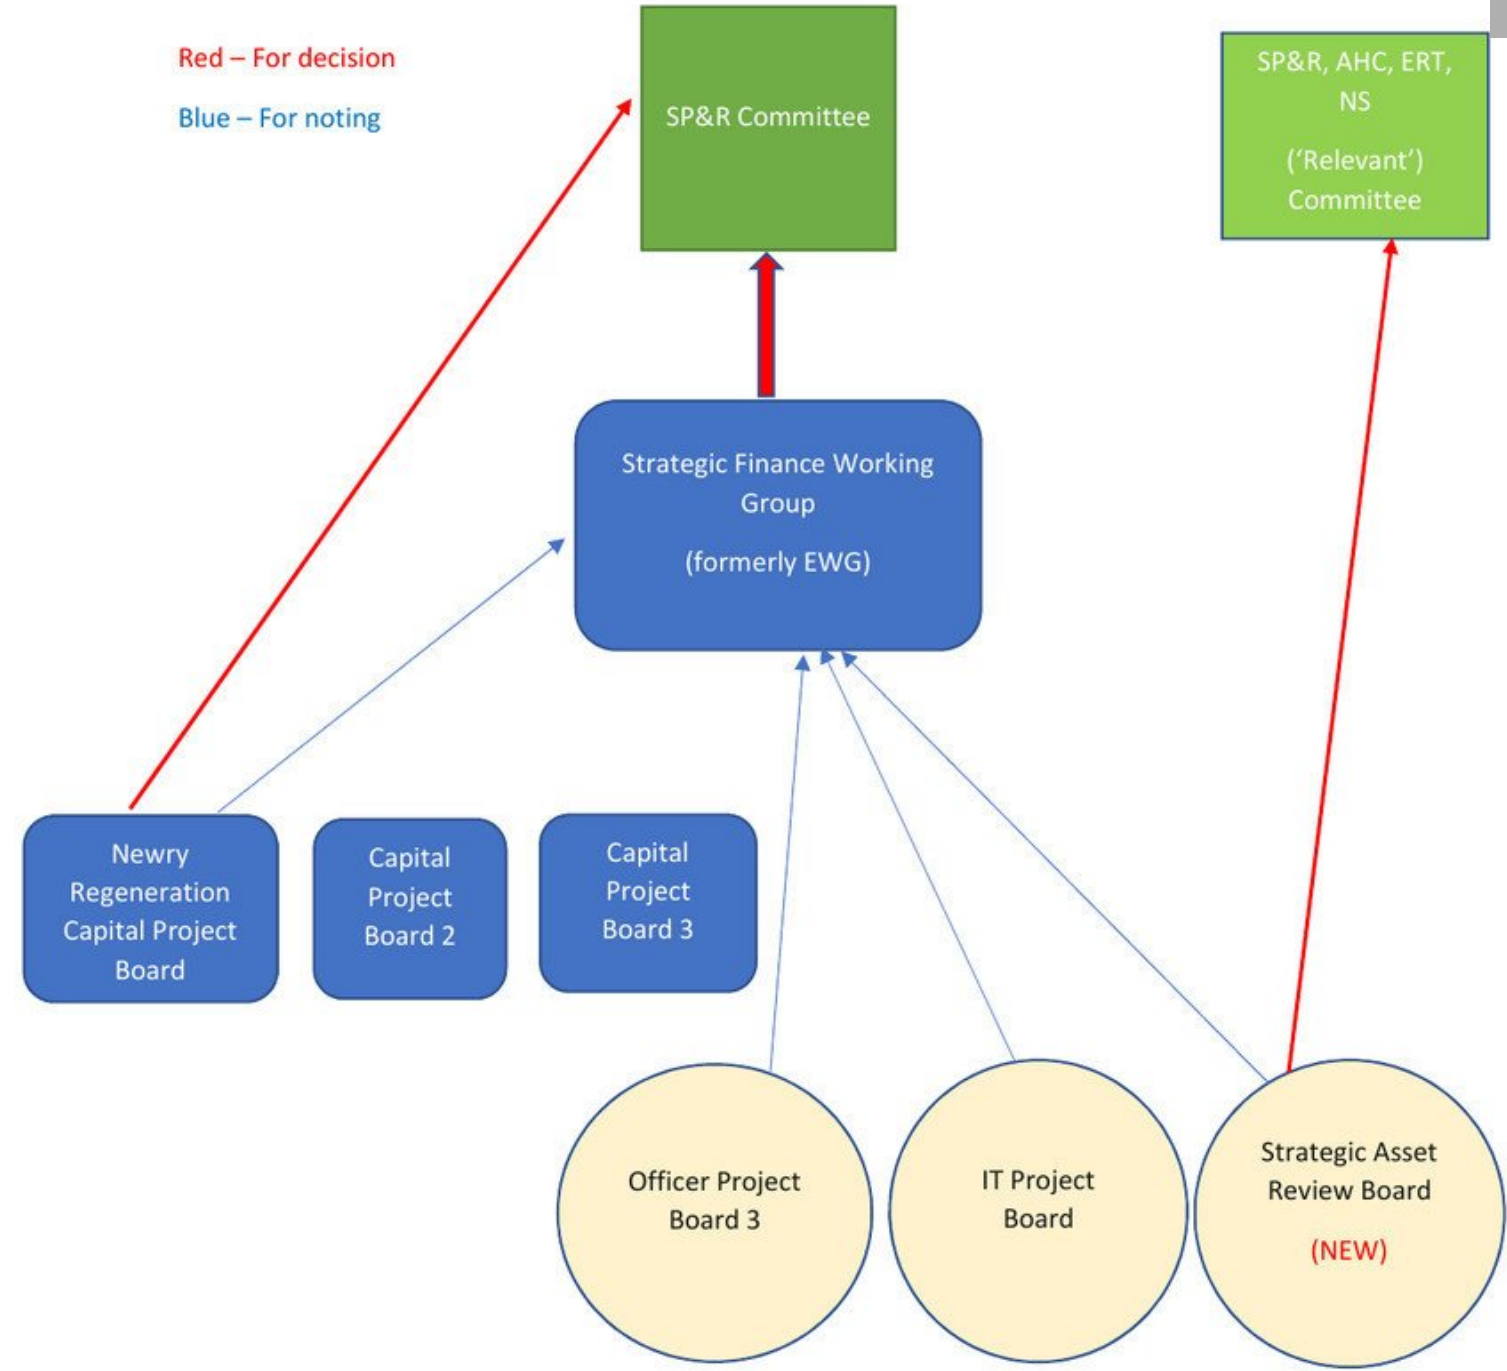 Red – For decision
Blue – For noting
SP&R Committee
SP&R, AHC, ERT,
NS
(‘Relevant’)
Committee
Strategic Finance Working
Group
(formerly EWG)
Newry
Regeneration
Capital Project
Board
Capital
Project
Board 2
Capital
Project
Board 3
Officer Project
Board 3
IT Project
Board
Strategic Asset
Review Board
(NEW)